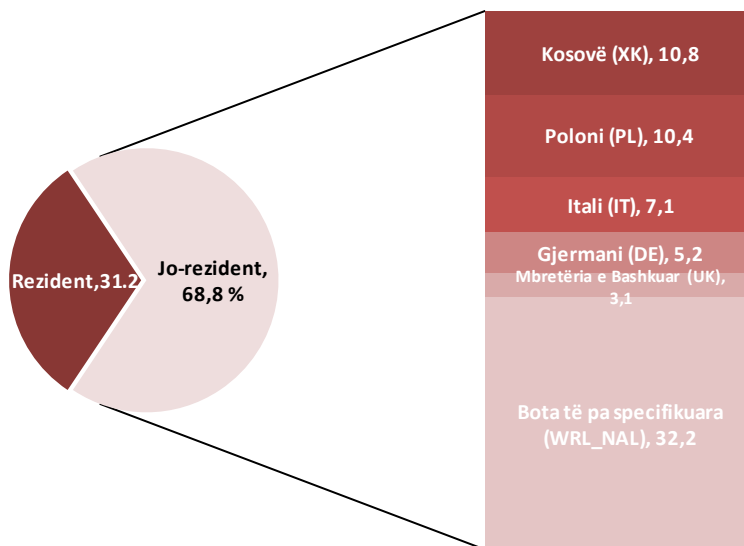 Rezident,31.2
Jo-rezident,
68,8 %
Kosovë (XK), 10,8
Poloni (PL), 10,4
Itali (IT), 7,1
Gjermani (DE), 5,2
Mbretëria e Bashkuar (UK),
3,1
Bota të pa specifikuara
(WRL_NAL), 32,2